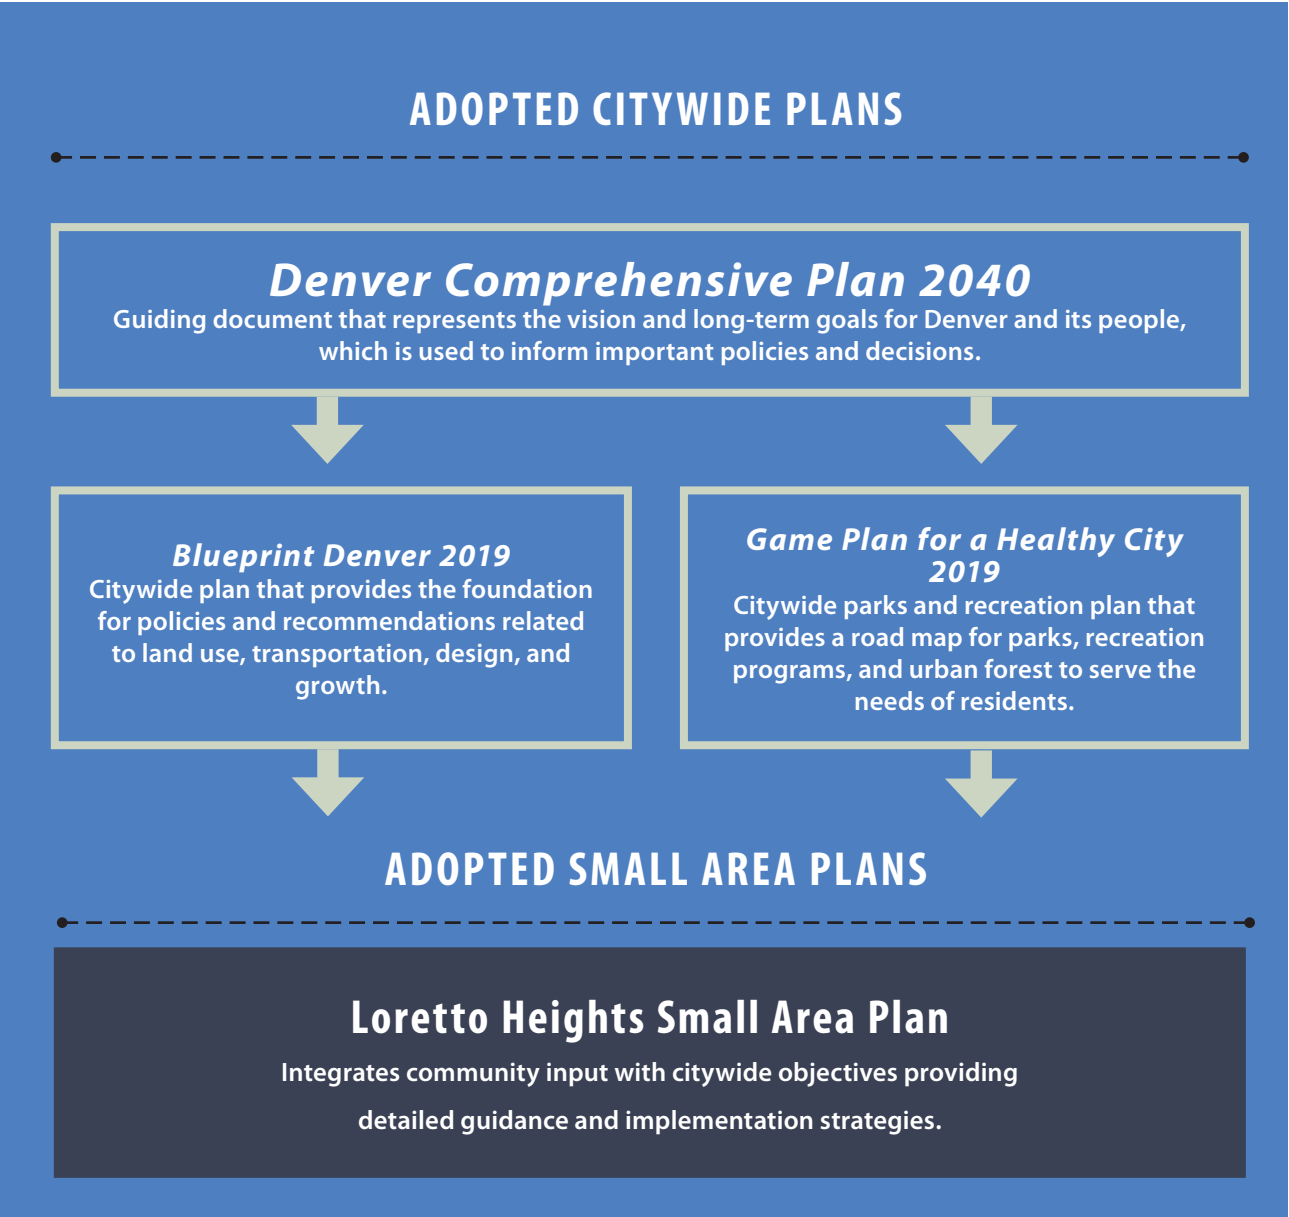 ADOPTED CITYWIDE PLANS
Denver Comprehensive Plan 2040
Guiding document that represents the vision and long-term goals for Denver and its people,
which is used to inform important policies and decisions.
Blueprint Denver 2019
Citywide plan that provides the foundation
for policies and recommendations related
to land use, transportation, design, and
growth.
Game Plan for a Healthy City
2019
Citywide parks and recreation plan that
provides a road map for parks, recreation
programs, and urban forest to serve the
needs of residents.
ADOPTED SMALL AREA PLANS
Loretto Heights Small Area Plan
Integrates community input with citywide objectives providing
detailed guidance and implementation strategies.